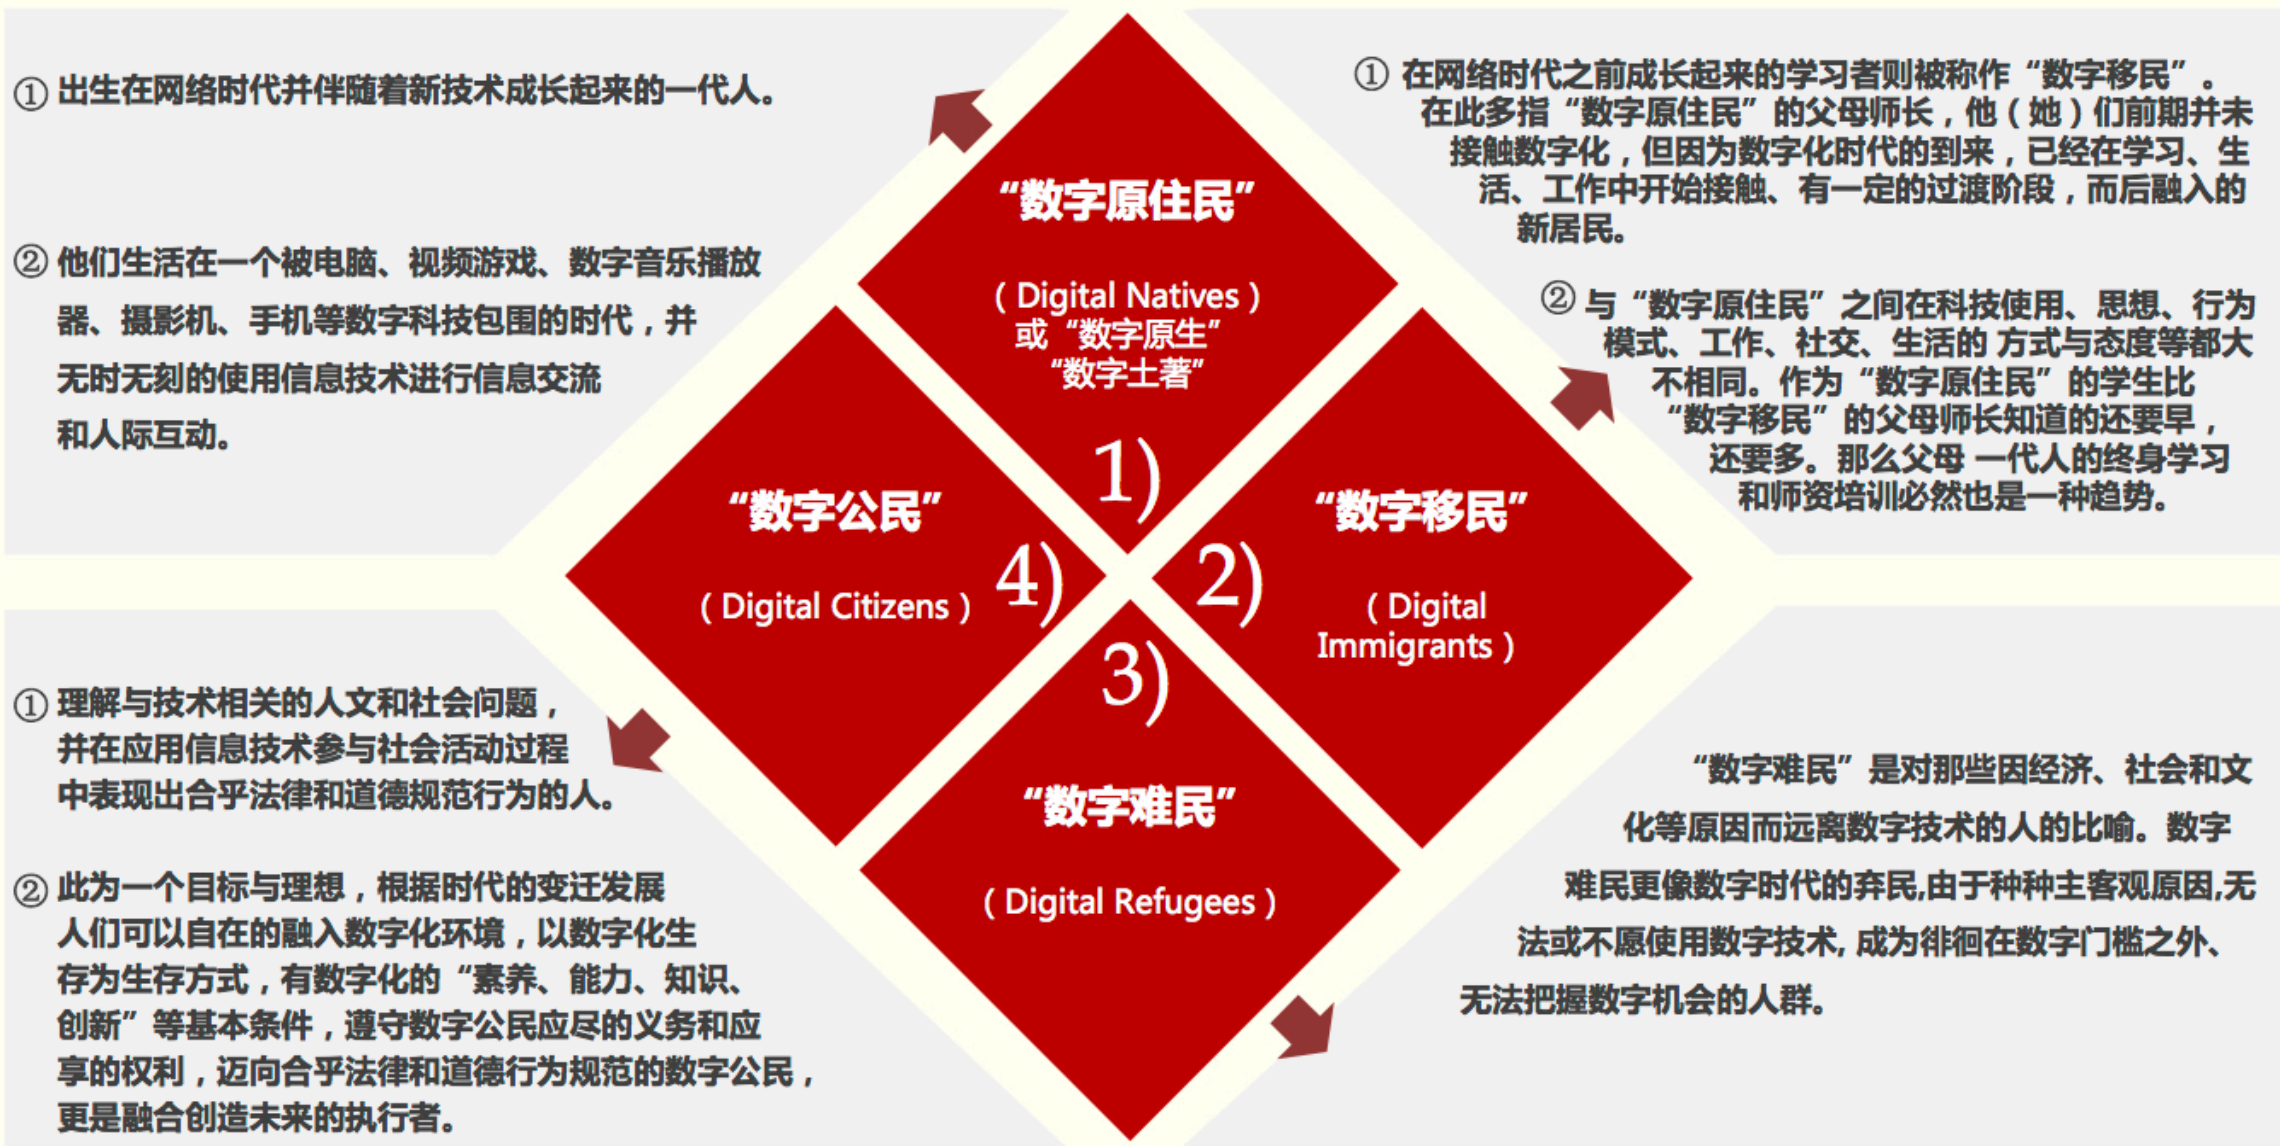 ① 出生在网络时代并伴随着新技术成长起来的一代人。
② 他们生活在一个被电脑、视频游戏、数字音乐播放
器、摄影机、手机等数字科技包围的时代，并
无时无刻的使用信息技术进行信息交流
和人际互动。
“数字原住民”
（Digital Natives）
或“数字原生”
“数字土著”
1)
① 在网络时代之前成长起来的学习者则被称作“数字移民”。
在此多指“数字原住民”的父母师长，他（她）们前期并未
接触数字化，但因为数字化时代的到来，已经在学习、生
活、工作中开始接触、有一定的过渡阶段，而后融入的
新居民。
② 与“数字原住民”之间在科技使用、思想、行为
模式、工作、社交、生活的 方式与态度等都大
不相同。作为“数字原住民”的学生比
“数字移民”的父母师长知道的还要早，
还要多。那么父母 一代人的终身学习
和师资培训必然也是一种趋势。
“数字公民”
（Digital Citizens）
4)
“数字移民”
2)
（Digital
Immigrants）
3)
“数字难民”
（Digital Refugees）
① 理解与技术相关的人文和社会问题，
并在应用信息技术参与社会活动过程
中表现出合乎法律和道德规范行为的人。
② 此为一个目标与理想，根据时代的变迁发展
人们可以自在的融入数字化环境，以数字化生
存为生存方式，有数字化的“素养、能力、知识、
创新”等基本条件，遵守数字公民应尽的义务和应
享的权利，迈向合乎法律和道德行为规范的数字公民，
更是融合创造未来的执行者。
“数字难民”是对那些因经济、社会和文
化等原因而远离数字技术的人的比喻。数字
难民更像数字时代的弃民,由于种种主客观原因,无
法或不愿使用数字技术, 成为徘徊在数字门槛之外、
无法把握数字机会的人群。